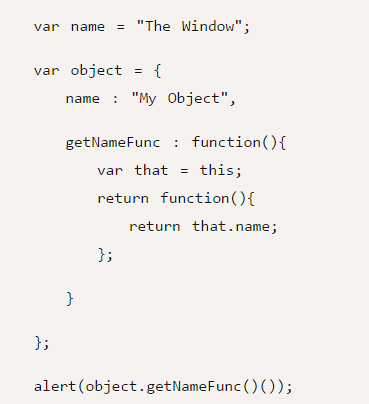 var name = "The Window";
var object = {
name : "My Object",
getNameFunc : function(){
var that = this;
return function(){
return that.name;
};
}
};
alert(object.getNameFunc()());